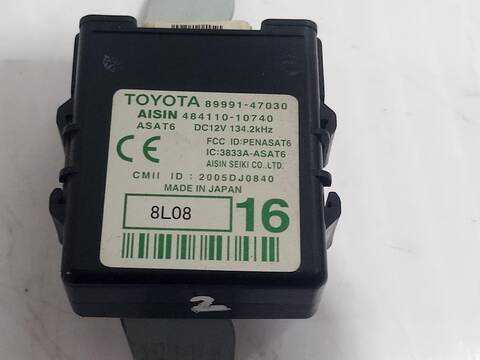 TOYOTA 89991-47030
AISIN 484110-10740
ASAT6 DC12V 134.2kHz
FCC ID:PENASAT6
IC:3833A-ASAT6
AISIN SEIKI CO.,LTD.
CE
CMII ID : 2005DJ0840
MADE IN JAPAN
8L08 16
2